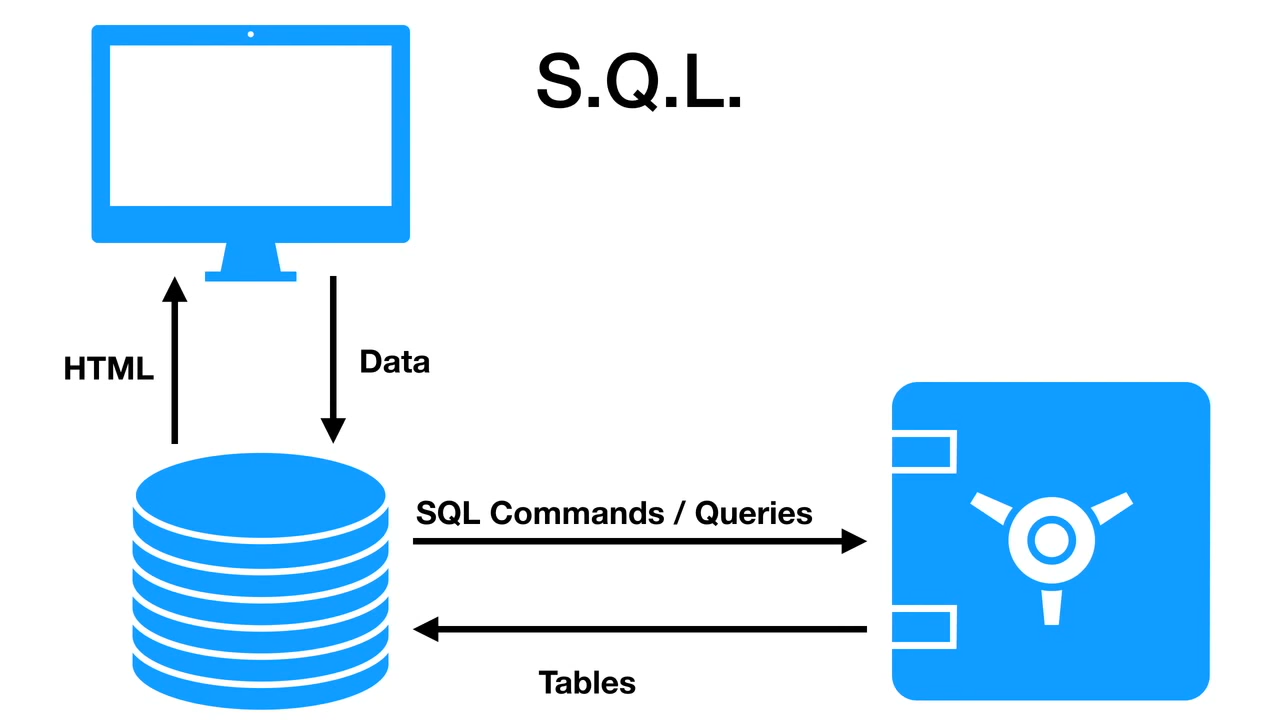 S.Q.L.
HTML
Data
SQL Commands / Queries
Tables